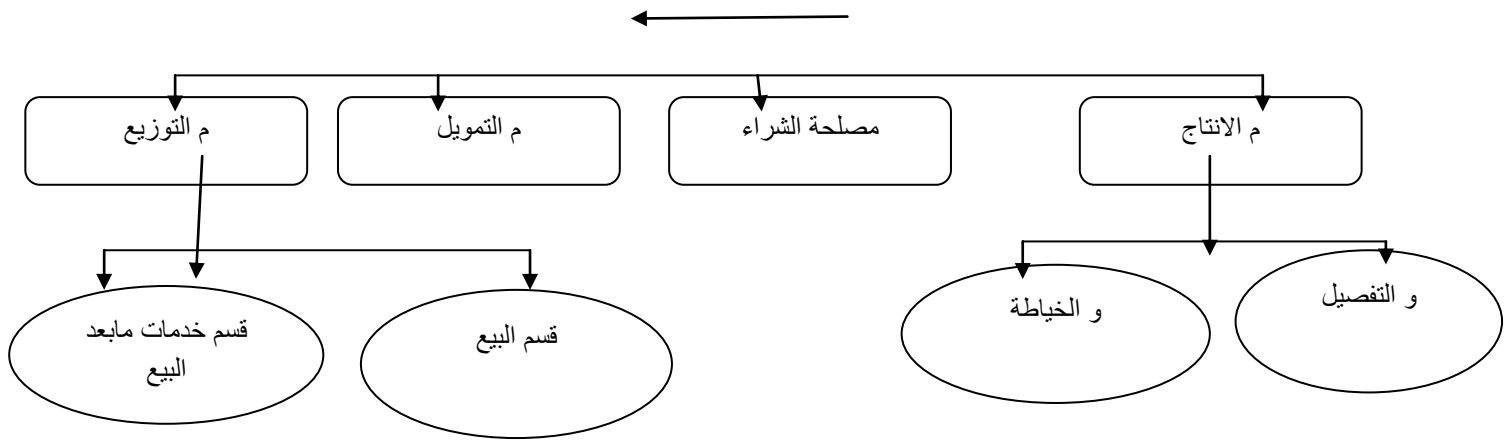 م الانتاج
مصلحة الشراء
م التمويل
م التوزيع
و التفصيل
و الخياطة
قسم البيع
قسم خدمات مابعد
البيع